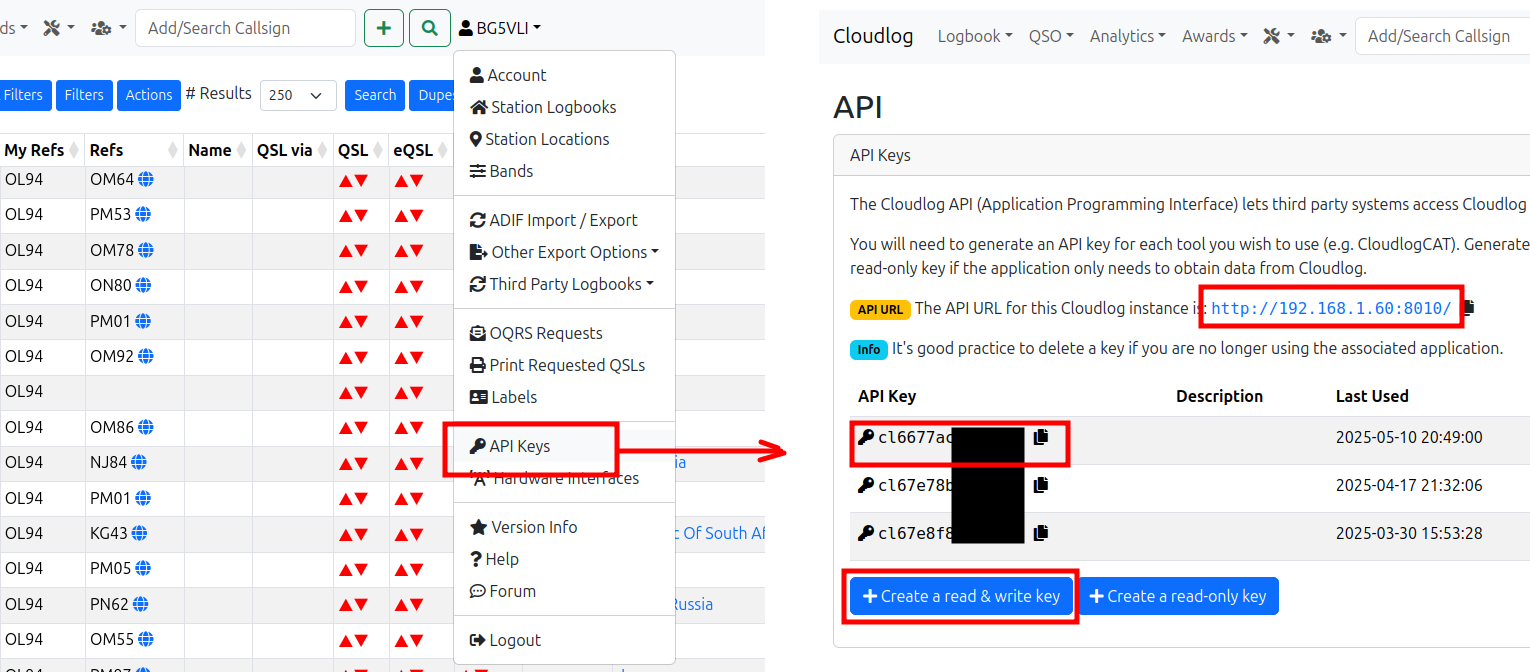 ds
Add/Search Callsign
BG5VLI
Filters
Filters
Actions
# Results
250
Search
Dupes
My Refs Refs Name QSL via QSL eQSL
OL94 OM64
OL94 PM53
OL94 OM78
OL94 ON80
OL94 PM01
OL94 OM92
OL94
OL94 OM86
OL94 NJ84
OL94 PM01
OL94 KG43
OL94 PM05
OL94 PN62
OL94 OM55
Account
Station Logbooks
Station Locations
Bands
ADIF Import / Export
Other Export Options
Third Party Logbooks
OQRS Requests
Print Requested QSLs
Labels
API Keys
Hardware Interfaces
Version Info
Help
Forum
Logout
ia
Of South Af
Russia
Cloudlog Logbook QSO Analytics Awards Add/Search Callsign
API
API Keys
The Cloudlog API (Application Programming Interface) lets third party systems access Cloudlog
You will need to generate an API key for each tool you wish to use (e.g. CloudlogCAT). Generate
read-only key if the application only needs to obtain data from Cloudlog.
API URL The API URL for this Cloudlog instance is: http://192.168.1.60:8010/
Info It's good practice to delete a key if you are no longer using the associated application.
API Key Description Last Used
cl6677ac 2025-05-10 20:49:00
cl67e78b 2025-04-17 21:32:06
cl67e8f8 2025-03-30 15:53:28
+ Create a read & write key
+ Create a read-only key